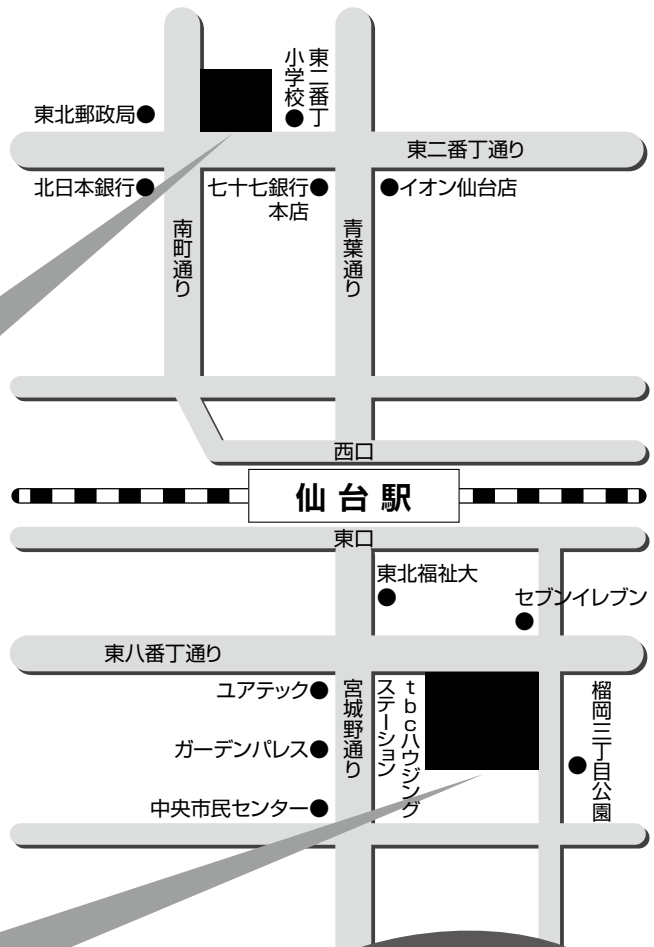 東二番丁
小学校
東北郵政局
東二番丁通り
北日本銀行
七十七銀行
本店
イオン仙台店
南町通り
青葉通り
西口
仙台駅
東口
東北福祉大
セブンイレブン
東八番丁通り
ユアテック
宮城野通り
tbcハウジング
ステーション
榴岡三丁目公園
ガーデンパレス
中央市民センター